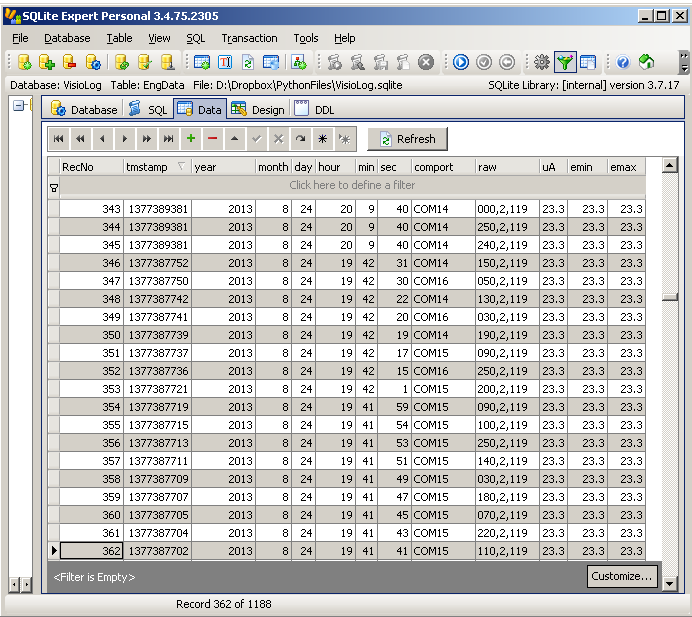 SQLite Expert Personal 3.4.75.2305
File Database Table View SQL Transaction Tools Help
Database: VisioLog Table: EngData File: D:\Dropbox\PythonFiles\VisioLog.sqlite SQLite Library: [internal] version 3.7.17
Database SQL Data Design DDL
Refresh
RecNo tmstamp year month day hour min sec comport raw uA emin emax
Click here to define a filter
343 1377389381 2013 8 24 20 9 40 COM14 000,2,119 23.3 23.3 23.3
344 1377389381 2013 8 24 20 9 40 COM14 250,2,119 23.3 23.3 23.3
345 1377389381 2013 8 24 20 9 40 COM14 240,2,119 23.3 23.3 23.3
346 1377387752 2013 8 24 19 42 31 COM14 150,2,119 23.3 23.3 23.3
347 1377387750 2013 8 24 19 42 30 COM16 050,2,119 23.3 23.3 23.3
348 1377387742 2013 8 24 19 42 22 COM14 130,2,119 23.3 23.3 23.3
349 1377387741 2013 8 24 19 42 20 COM16 030,2,119 23.3 23.3 23.3
350 1377387739 2013 8 24 19 42 19 COM14 190,2,119 23.3 23.3 23.3
351 1377387737 2013 8 24 19 42 17 COM15 090,2,119 23.3 23.3 23.3
352 1377387736 2013 8 24 19 42 15 COM16 250,2,119 23.3 23.3 23.3
353 1377387721 2013 8 24 19 42 1 COM15 200,2,119 23.3 23.3 23.3
354 1377387719 2013 8 24 19 41 59 COM15 090,2,119 23.3 23.3 23.3
355 1377387715 2013 8 24 19 41 54 COM15 100,2,119 23.3 23.3 23.3
356 1377387713 2013 8 24 19 41 53 COM15 250,2,119 23.3 23.3 23.3
357 1377387711 2013 8 24 19 41 51 COM15 140,2,119 23.3 23.3 23.3
358 1377387709 2013 8 24 19 41 49 COM15 030,2,119 23.3 23.3 23.3
359 1377387707 2013 8 24 19 41 47 COM15 180,2,119 23.3 23.3 23.3
360 1377387705 2013 8 24 19 41 45 COM15 070,2,119 23.3 23.3 23.3
361 1377387704 2013 8 24 19 41 43 COM15 220,2,119 23.3 23.3 23.3
362 1377387702 2013 8 24 19 41 41 COM15 110,2,119 23.3 23.3 23.3
<Filter is Empty> Customize...
Record 362 of 1188